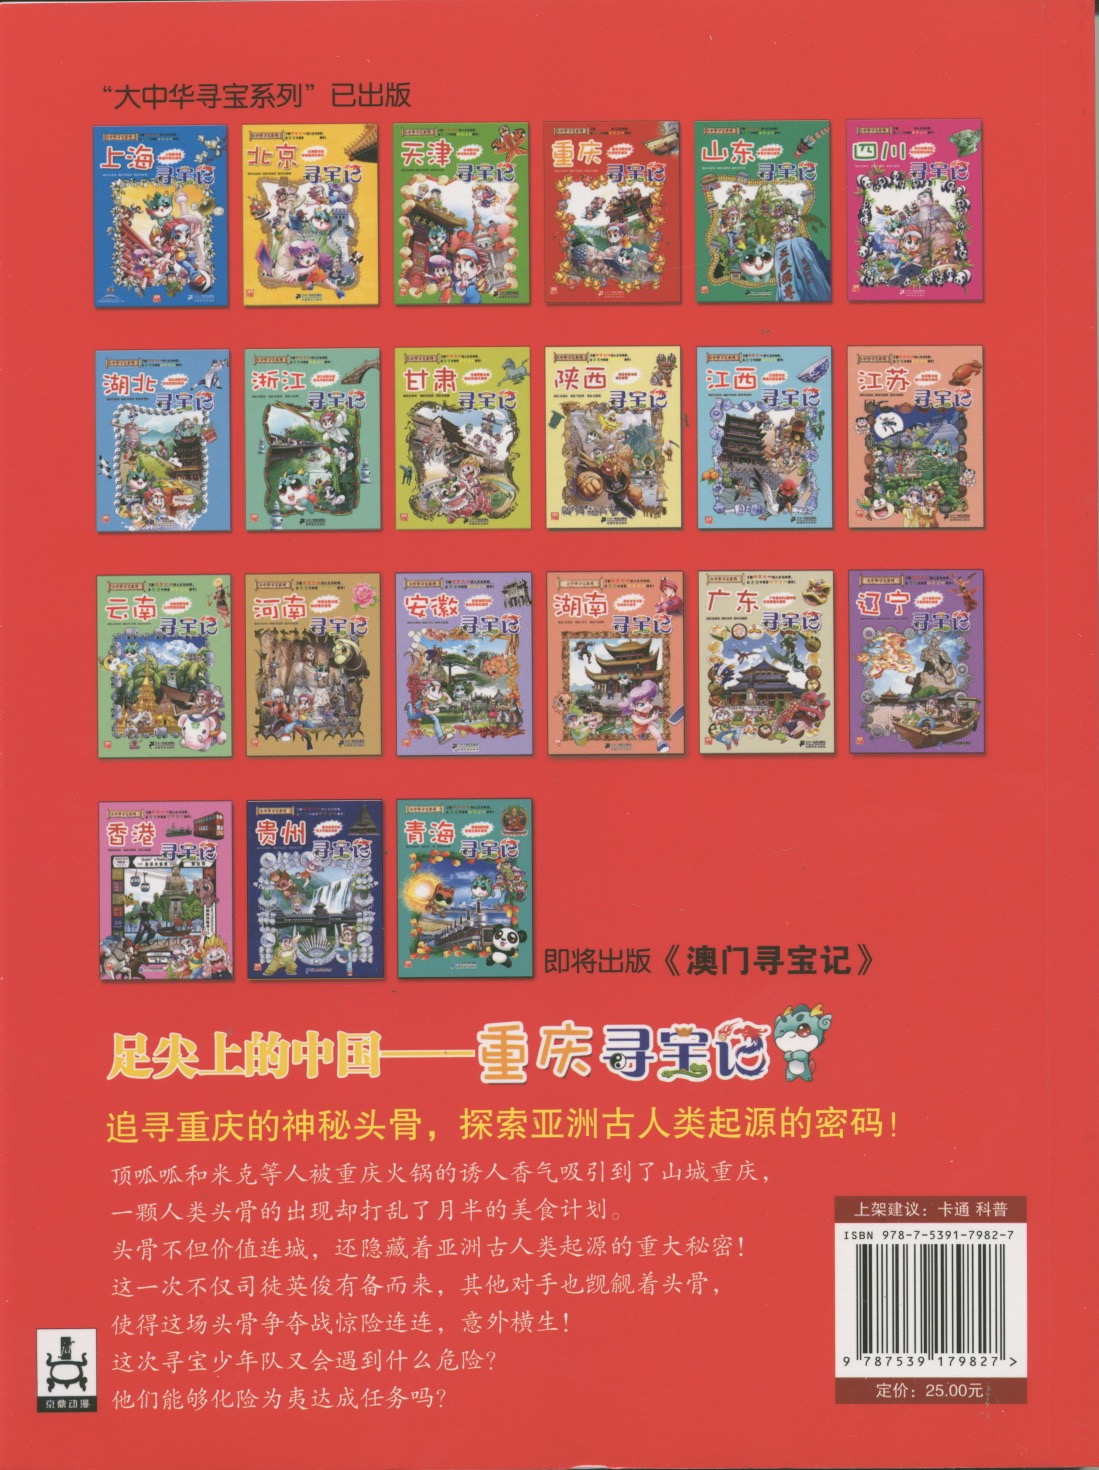 “大中华寻宝系列”已出版
上海 寻宝记
北京 寻宝记
天津 寻宝记
重庆 寻宝记
山东 寻宝记
四川 寻宝记
湖北 寻宝记
浙江 寻宝记
甘肃 寻宝记
陕西 寻宝记
江西 寻宝记
江苏 寻宝记
云南 寻宝记
河南 寻宝记
安徽 寻宝记
湖南 寻宝记
广东 寻宝记
辽宁 寻宝记
香港 寻宝记
贵州 寻宝记
青海 寻宝记
即将出版《澳门寻宝记》
足尖上的中国——重庆寻宝记
追寻重庆的神秘头骨，探索亚洲古人类起源的密码！
顶呱呱和米克等人被重庆火锅的诱人香气吸引到了山城重庆，
一颗人类头骨的出现却打乱了月半的美食计划。
头骨不但价值连城，还隐藏着亚洲古人类起源的重大秘密！
这一次不仅司徒英俊有备而来，其他对手也觊觎着头骨，
使得这场头骨争夺战惊险连连，意外横生！
这次寻宝少年队又会遇到什么危险？
他们能够化险为夷达成任务吗？
京鼎动漫
上架建议：卡通 科普
ISBN 978-7-5391-7982-7
9 787539 179827 >
定价：25.00元